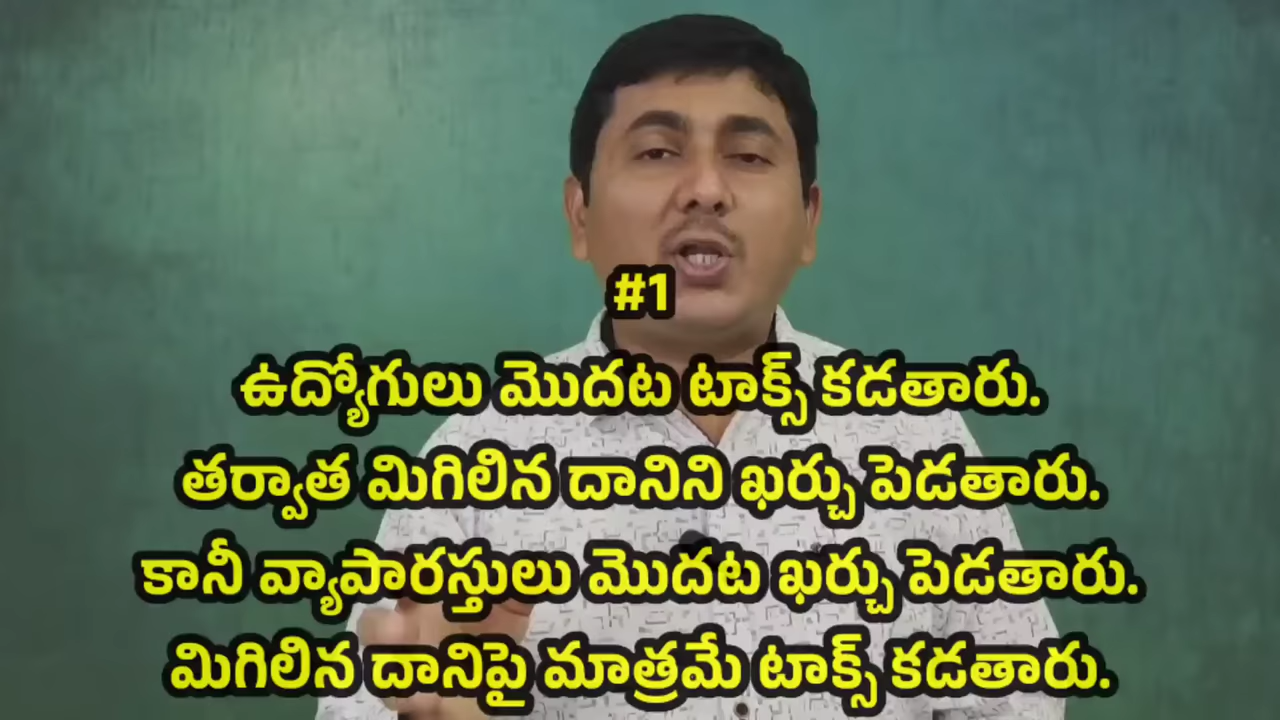 #1
ఉద్యోగులు మొదట టాక్స్ కడతారు.
తర్వాత మిగిలిన దానిని ఖర్చు పెడతారు.
కానీ వ్యాపారస్తులు మొదట ఖర్చు పెడతారు.
మిగిలిన దానిపై మాత్రమే టాక్స్ కడతారు.